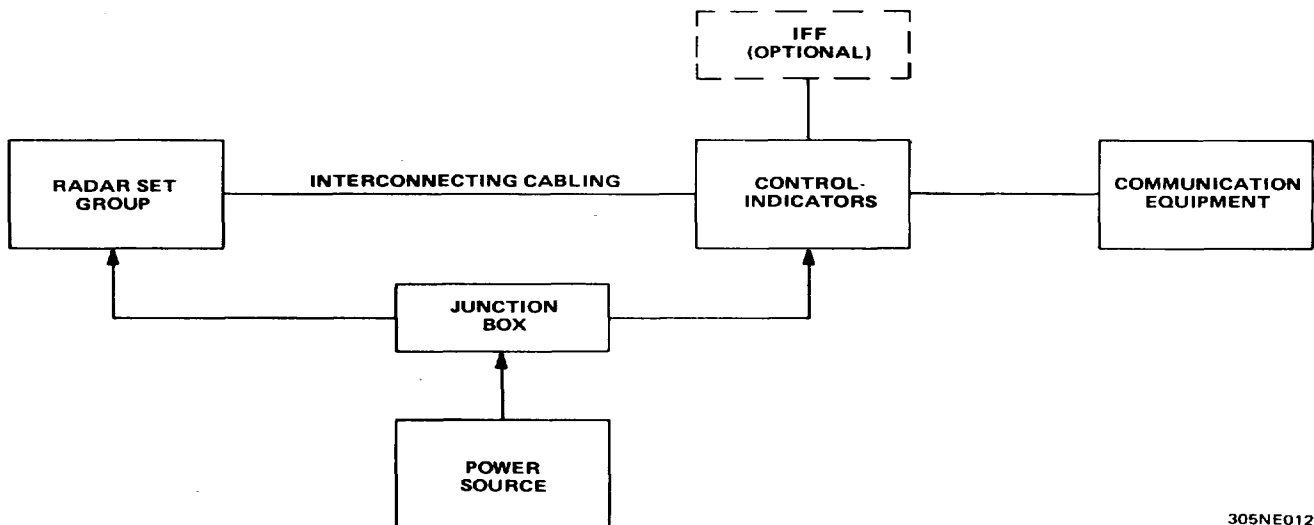 IFF
(OPTIONAL)
RADAR SET
GROUP
INTERCONNECTING CABLING
CONTROL-
INDICATORS
COMMUNICATION
EQUIPMENT
JUNCTION
BOX
POWER
SOURCE
305NE012